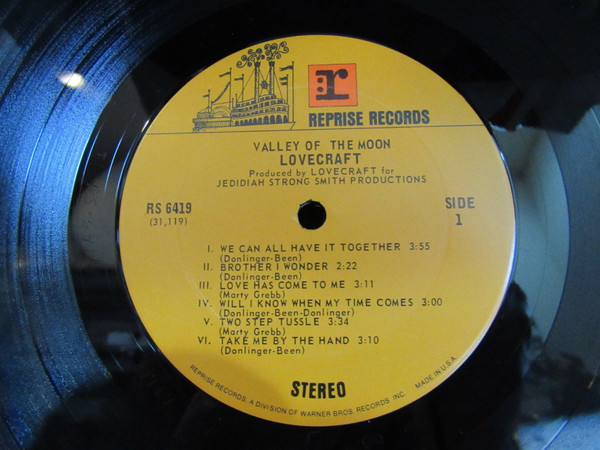 r
REPRISE RECORDS
VALLEY OF THE MOON
LOVECRAFT
Produced by LOVECRAFT for
JEDIDIAH STRONG SMITH PRODUCTIONS
RS 6419
(31,119)
SIDE
1
I. WE CAN ALL HAVE IT TOGETHER 3:55
(Donlinger-Been)
II. BROTHER I WONDER 2:22
(Donlinger-Been)
III. LOVE HAS COME TO ME 3:11
(Marty Grebb)
IV. WILL I KNOW WHEN MY TIME COMES 3:00
(Donlinger-Been-Donlinger)
V. TWO STEP TUSSLE 3:34
(Marty Grebb)
VI. TAKE ME BY THE HAND 3:10
(Donlinger-Been)
STEREO
REPRISE RECORDS, A DIVISION OF WARNER BROS. RECORDS, INC. MADE IN U.S.A.